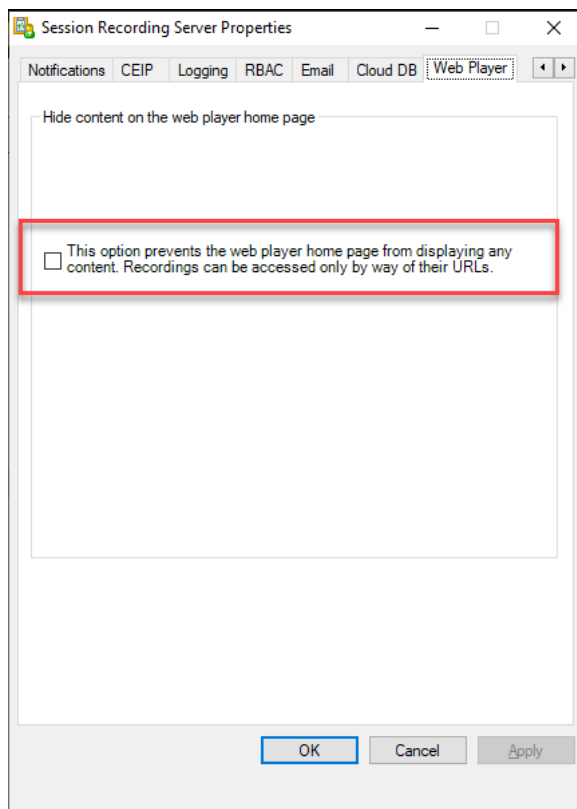 Session Recording Server Properties
Notifications CEIP Logging RBAC Email Cloud DB Web Player
Hide content on the web player home page
This option prevents the web player home page from displaying any
content. Recordings can be accessed only by way of their URLs.
OK Cancel Apply